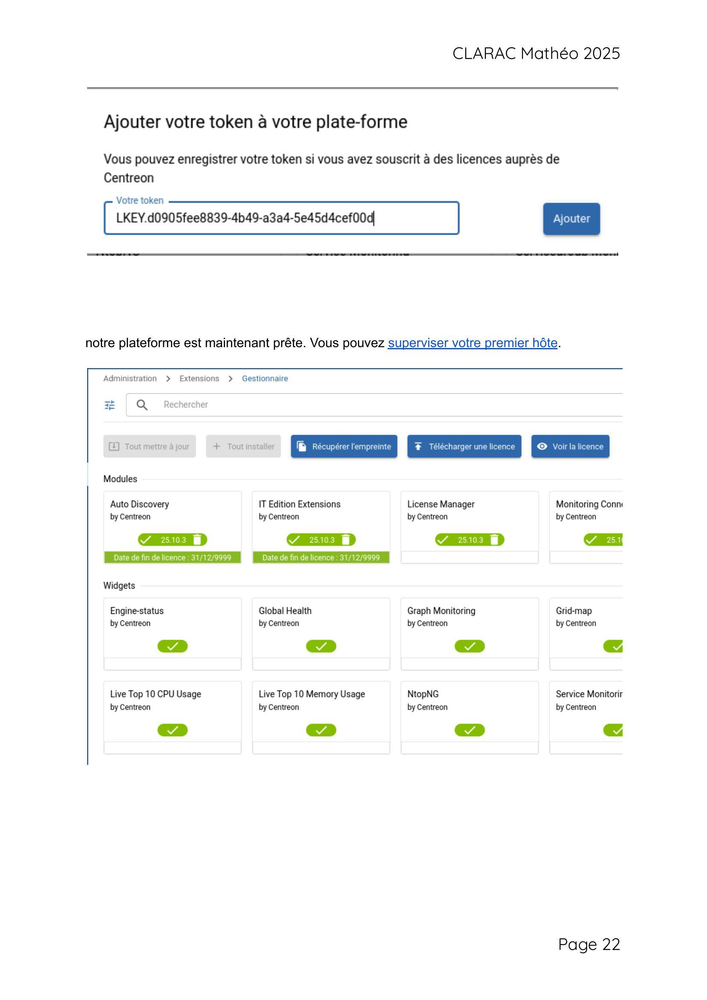 CLARAC Mathéo 2025
Ajouter votre token à votre plate-forme
Vous pouvez enregistrer votre token si vous avez souscrit à des licences auprès de
Centreon
Votre token
LKEY.d0905fee8839-4b49-a3a4-5e45d4cef00d
Ajouter
notre plateforme est maintenant prête. Vous pouvez superviser votre premier hôte.
Administration > Extensions > Gestionnaire
Rechercher
Tout mettre à jour + Tout installer Récupérer l'empreinte Télécharger une licence Voir la licence
Modules
Auto Discovery IT Edition Extensions License Manager Monitoring Conne
by Centreon by Centreon by Centreon by Centreon
25.10.3 25.10.3 25.10.3 25.1
Date de fin de licence : 31/12/9999 Date de fin de licence : 31/12/9999
Widgets
Engine-status Global Health Graph Monitoring Grid-map
by Centreon by Centreon by Centreon by Centreon
Live Top 10 CPU Usage Live Top 10 Memory Usage NtopNG Service Monitorin
by Centreon by Centreon by Centreon by Centreon
Page 22